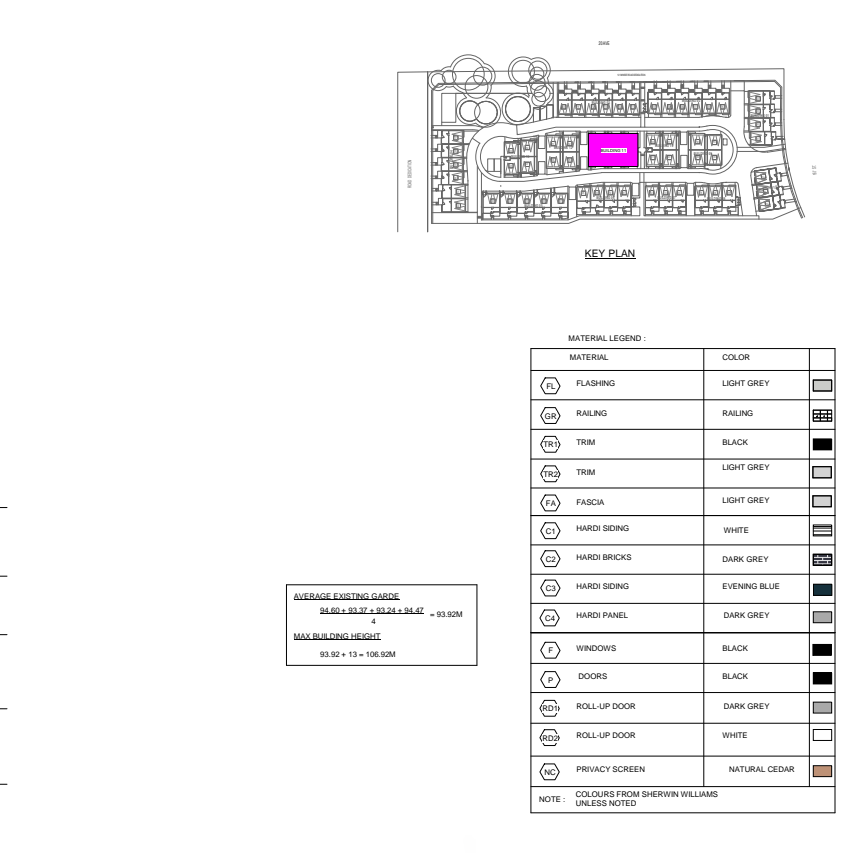 BUILDING 11
ROAD DEDICATION
KEY PLAN
MATERIAL LEGEND :
MATERIAL COLOR
FL FLASHING LIGHT GREY
GR RAILING RAILING
TR1 TRIM BLACK
TR2 TRIM LIGHT GREY
FA FASCIA LIGHT GREY
C1 HARDI SIDING WHITE
C2 HARDI BRICKS DARK GREY
C3 HARDI SIDING EVENING BLUE
C4 HARDI PANEL DARK GREY
F WINDOWS BLACK
P DOORS BLACK
RD1 ROLL-UP DOOR DARK GREY
RD2 ROLL-UP DOOR WHITE
NC PRIVACY SCREEN NATURAL CEDAR
NOTE : COLOURS FROM SHERWIN WILLIAMS
UNLESS NOTED
AVERAGE EXISTING GARDE
94.60 + 93.37 + 93.24 + 94.47 = 93.92M
4
MAX BUILDING HEIGHT
93.92 + 13 = 106.92M